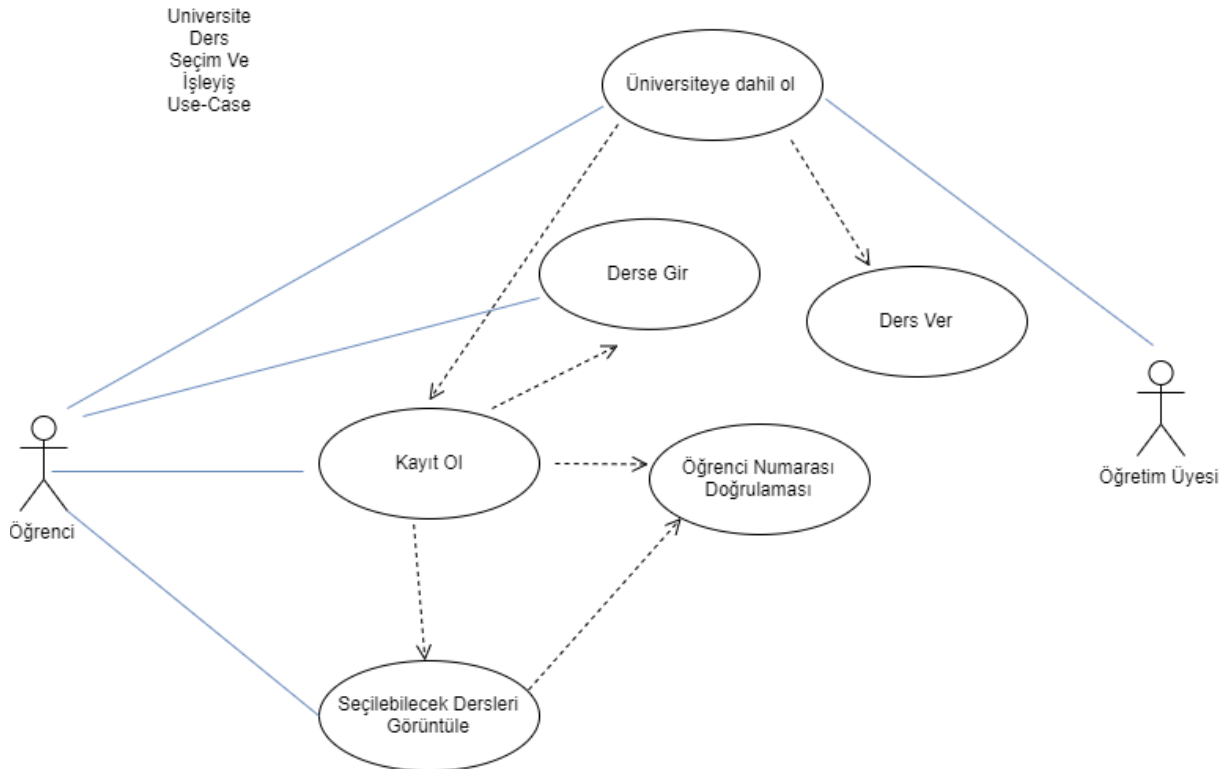 Universite
Ders
Seçim Ve
İşleyiş
Use-Case
Üniversiteye dahil ol
Derse Gir
Ders Ver
Kayıt Ol
Öğrenci Numarası
Doğrulaması
Öğretim Üyesi
Öğrenci
Seçilebilecek Dersleri
Görüntüle